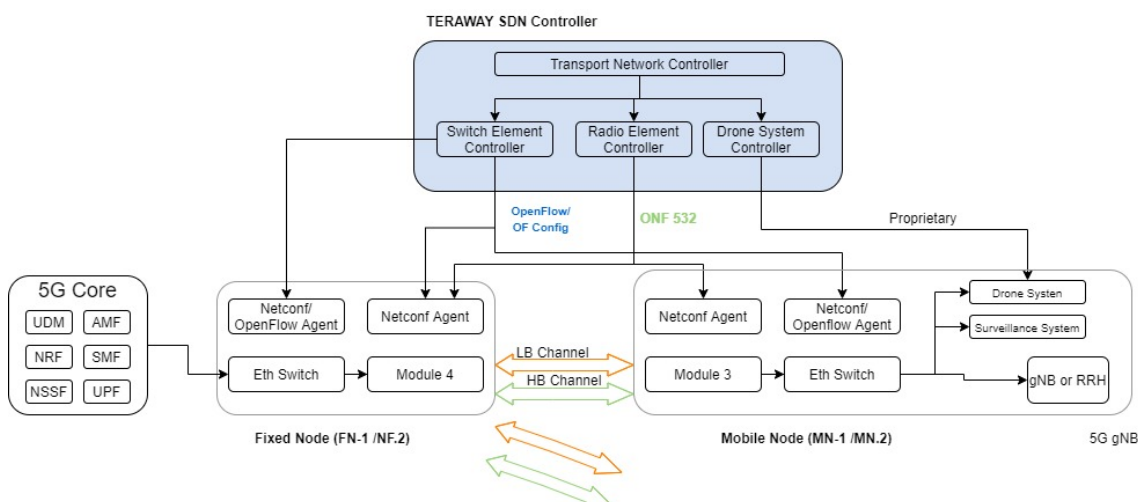 TERAWAY SDN Controller
Transport Network Controller
Switch Element
Controller
Radio Element
Controller
Drone System
Controller
OpenFlow/
OF Config
ONF 532
Proprietary
5G Core
UDM
AMF
NRF
SMF
NSSF
UPF
Netconf/
OpenFlow Agent
Netconf Agent
Eth Switch
Module 4
LB Channel
HB Channel
Netconf Agent
Netconf/
Openflow Agent
Drone Systen
Surveillance System
Module 3
Eth Switch
gNB or RRH
Fixed Node (FN-1 /NF.2)
Mobile Node (MN-1 /MN.2)
5G gNB